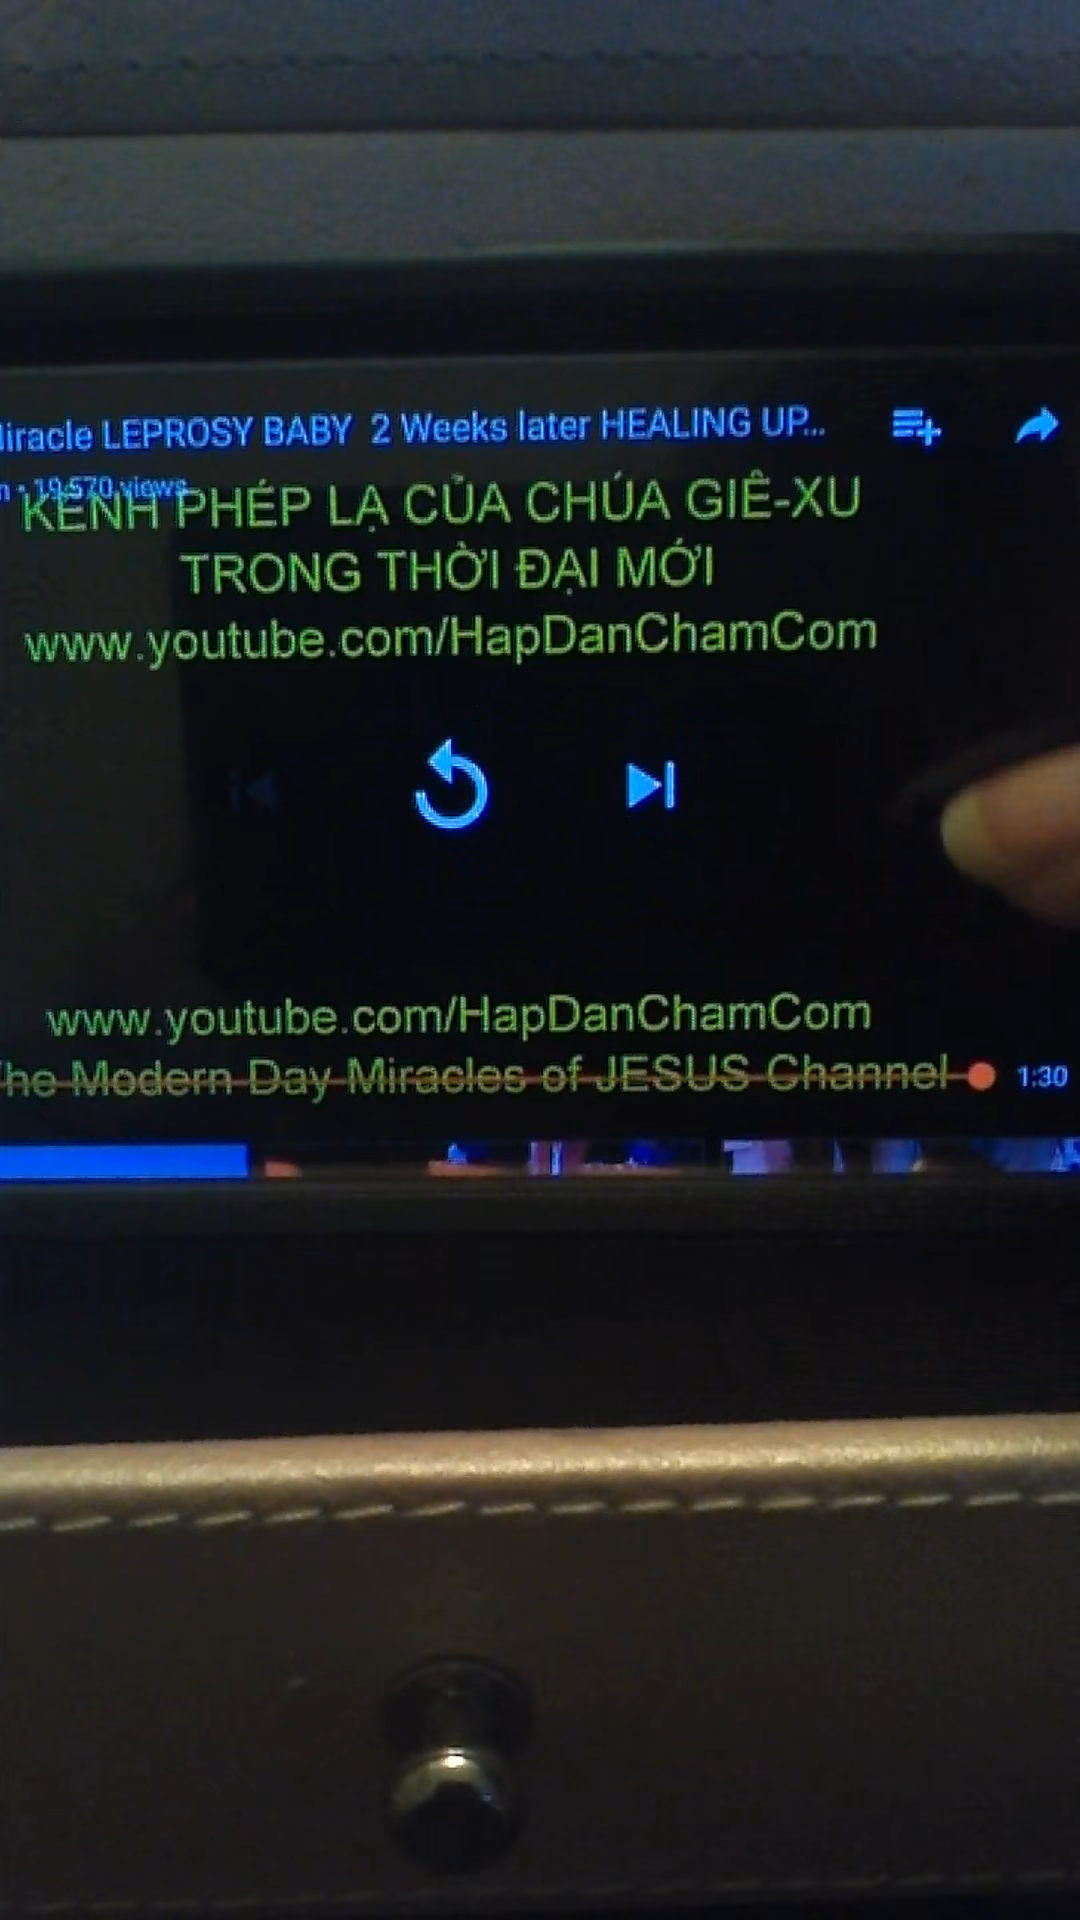 iracle LEPROSY BABY 2 Weeks later HEALING UP...
19,570 views
KÊNH PHÉP LẠ CỦA CHÚA GIÊ-XU
TRONG THỜI ĐẠI MỚI
www.youtube.com/HapDanChamCom
www.youtube.com/HapDanChamCom
The Modern Day Miracles of JESUS Channel
1:30